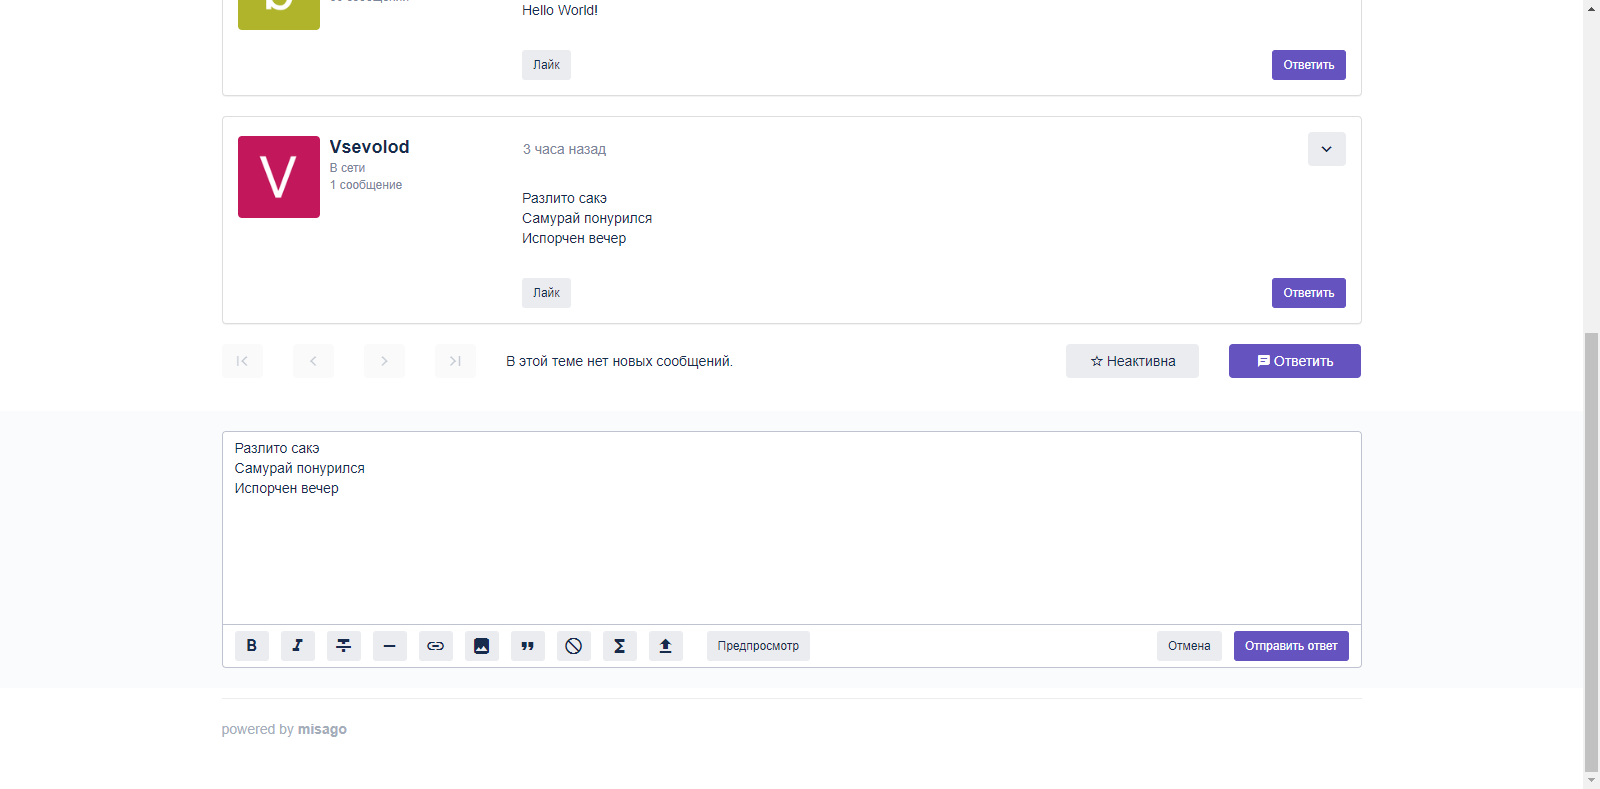 Hello World!
Лайк
Ответить
V
Vsevolod
В сети
1 сообщение
3 часа назад
Разлито сакэ
Самурай понурился
Испорчен вечер
Лайк
Ответить
В этой теме нет новых сообщений.
Неактивна
Ответить
Разлито сакэ
Самурай понурился
Испорчен вечер
B
I
Предпросмотр
Отмена
Отправить ответ
powered by misago